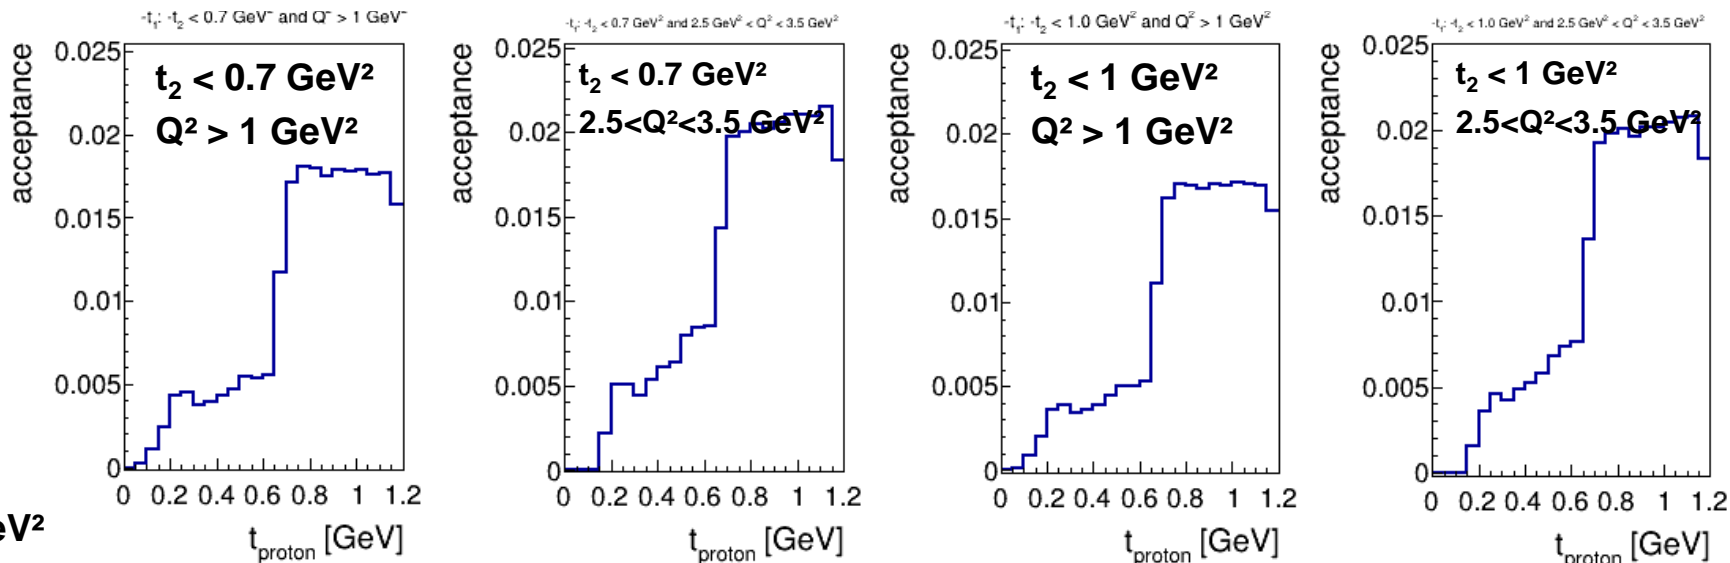 -t₁: -t₂ < 0.7 GeV² and Q² > 1 GeV²
t₂ < 0.7 GeV²
Q² > 1 GeV²
acceptance
0.025
0.02
0.015
0.01
0.005
0
0 0.2 0.4 0.6 0.8 1 1.2
t_proton [GeV]
-t₁: -t₂ < 0.7 GeV² and 2.5 GeV² < Q² < 3.5 GeV²
t₂ < 0.7 GeV²
2.5<Q²<3.5 GeV²
acceptance
0.025
0.02
0.015
0.01
0.005
0
0 0.2 0.4 0.6 0.8 1 1.2
t_proton [GeV]
-t₁: -t₂ < 1.0 GeV² and Q² > 1 GeV²
t₂ < 1 GeV²
Q² > 1 GeV²
acceptance
0.025
0.02
0.015
0.01
0.005
0
0 0.2 0.4 0.6 0.8 1 1.2
t_proton [GeV]
-t₁: -t₂ < 1.0 GeV² and 2.5 GeV² < Q² < 3.5 GeV²
t₂ < 1 GeV²
2.5<Q²<3.5 GeV²
acceptance
0.025
0.02
0.015
0.01
0.005
0
0 0.2 0.4 0.6 0.8 1 1.2
t_proton [GeV]
eV²